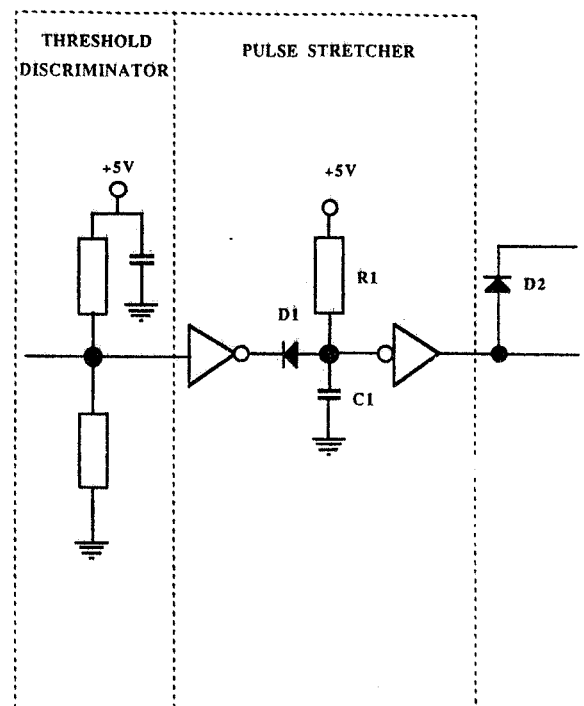 THRESHOLD
DISCRIMINATOR
PULSE STRETCHER
+5V
+5V
R1
D1
C1
D2